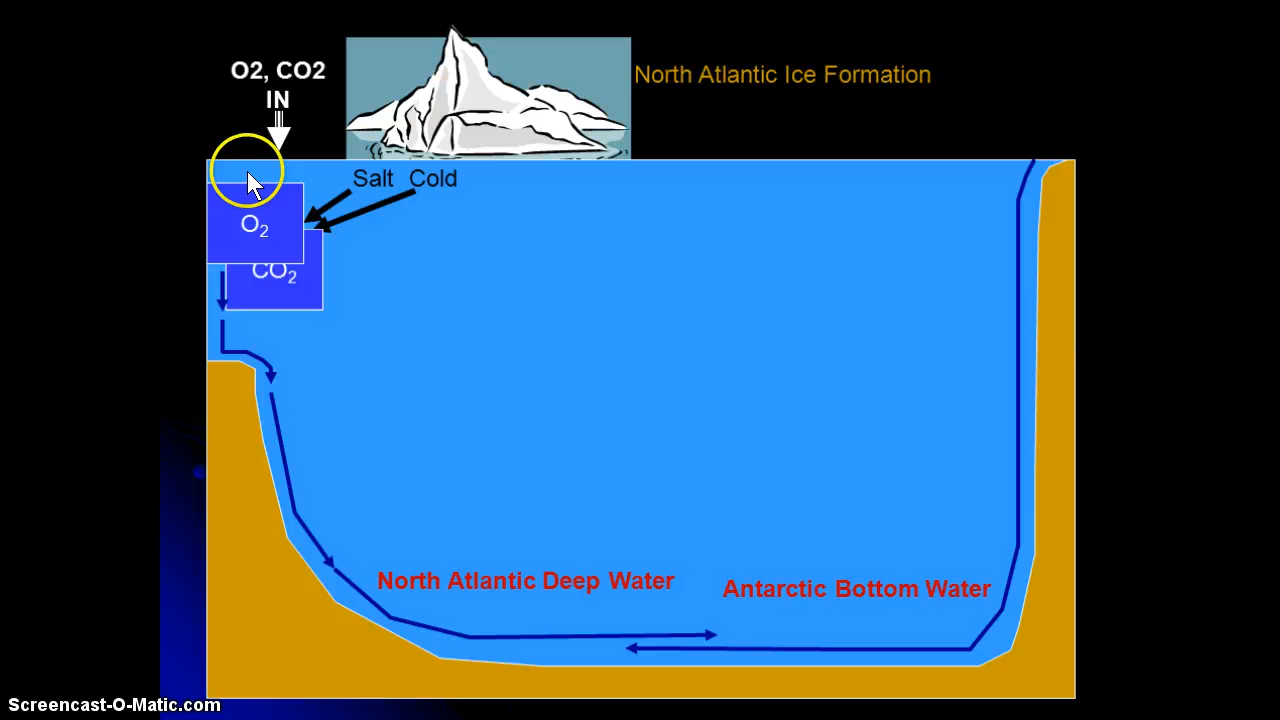 O2, CO2
IN
North Atlantic Ice Formation
Salt Cold
O₂
CO₂
North Atlantic Deep Water
Antarctic Bottom Water
Screencast-O-Matic.com